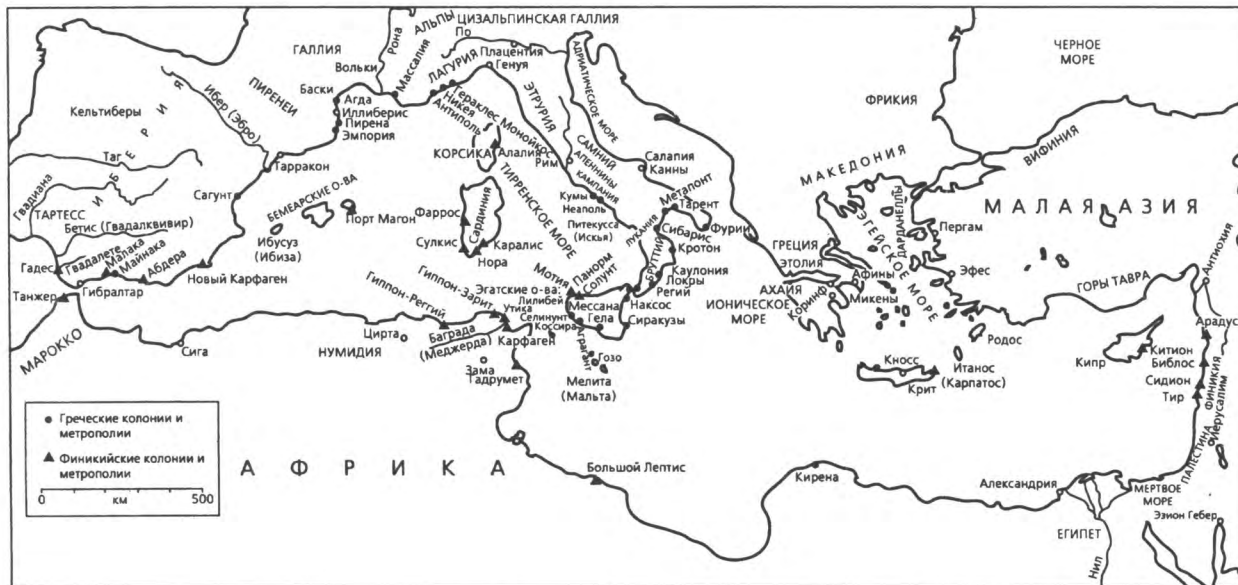 ЦИЗАЛЬПИНСКАЯ ГАЛЛИЯ
АЛЬПЫ
По
Рона
ГАЛЛИЯ
Вольки
Массалия
ЛАГУРИЯ
ПлаценTия
Генуя
АДРИАТИЧЕСКОЕ МОРЕ
ЧЕРНОЕ
МОРЕ
ФРИКИЯ
ВИФИНИЯ
МАКЕДОНИЯ
Кельтиберы
Ибер (Эбро)
ПИРЕНЕИ
Баски
Агда
Иллиберис
Пирена
Эмпория
Гераклес Монойкос
Никея
Антиполь
ЭТРУРИЯ
КОРСИКА
Алалия
Рим
САМНИЙ
АПЕННИНЫ
КАМПАНИЯ
Салапия
Канны
Таг
ИБЕРИЯ
Гвадиана
ТАРТЕСС
Бетис (Гвадалквивир)
Тарракон
Сагунт
БЕМЕАРСКИЕ О-ВА
Порт Магон
Ибусуз
(Ибиза)
ТИРРЕНСКОЕ МОРЕ
Сардиния
Фаррос
Сулкис
Каралис
Нора
Кумы
Неаполь
Питекусса
(Искья)
Метапонт
Тарент
Фурии
ЛУКАНИЯ
Сибарис
Кротон
БРУТТИЙ
Каулония
Локры
Регий
ЭГЕЙСКОЕ МОРЕ
ДАРДАНЕЛЛЫ
МАЛАЯ АЗИЯ
Пергам
Эфес
ГРЕЦИЯ
ЭТОЛИЯ
Афины
АХАЙЯ
Коринф
Микены
ИОНИЧЕСКОЕ
МОРЕ
ГОРЫ ТАВРА
Антиохия
Гадес
Гвадалете
Малака
Майнака
Абдера
Новый Карфаген
Танжер
Гибралтар
МАРОККО
Сига
Цирта
НУМИДИЯ
Гиппон-Реггий
Гиппон-Зарит
Утика
Баграда
(Меджерда)
Карфаген
Эгатские о-ва:
Мотия
Панорм
Солунт
Лилибей
Селинунт
Коссира
Мессана
Гела
Наксос
Сиракузы
Зама
Гадрумет
Гозо
Мелита
(Мальта)
Родос
Кносс
Крит
Итанос
(Карпатос)
Кипр
Китион
Арадус
Библос
Сидион
Тир
ФИНИКИЯ
Иерусалим
ПАЛЕСТИНА
Греческие колонии и
метрополии
Финикийские колонии и
метрополии
0 км 500
АФРИКА
Большой Лептис
Кирена
Александрия
МЕРТВОЕ
МОРЕ
Эзион Гебер
ЕГИПЕТ
Нил